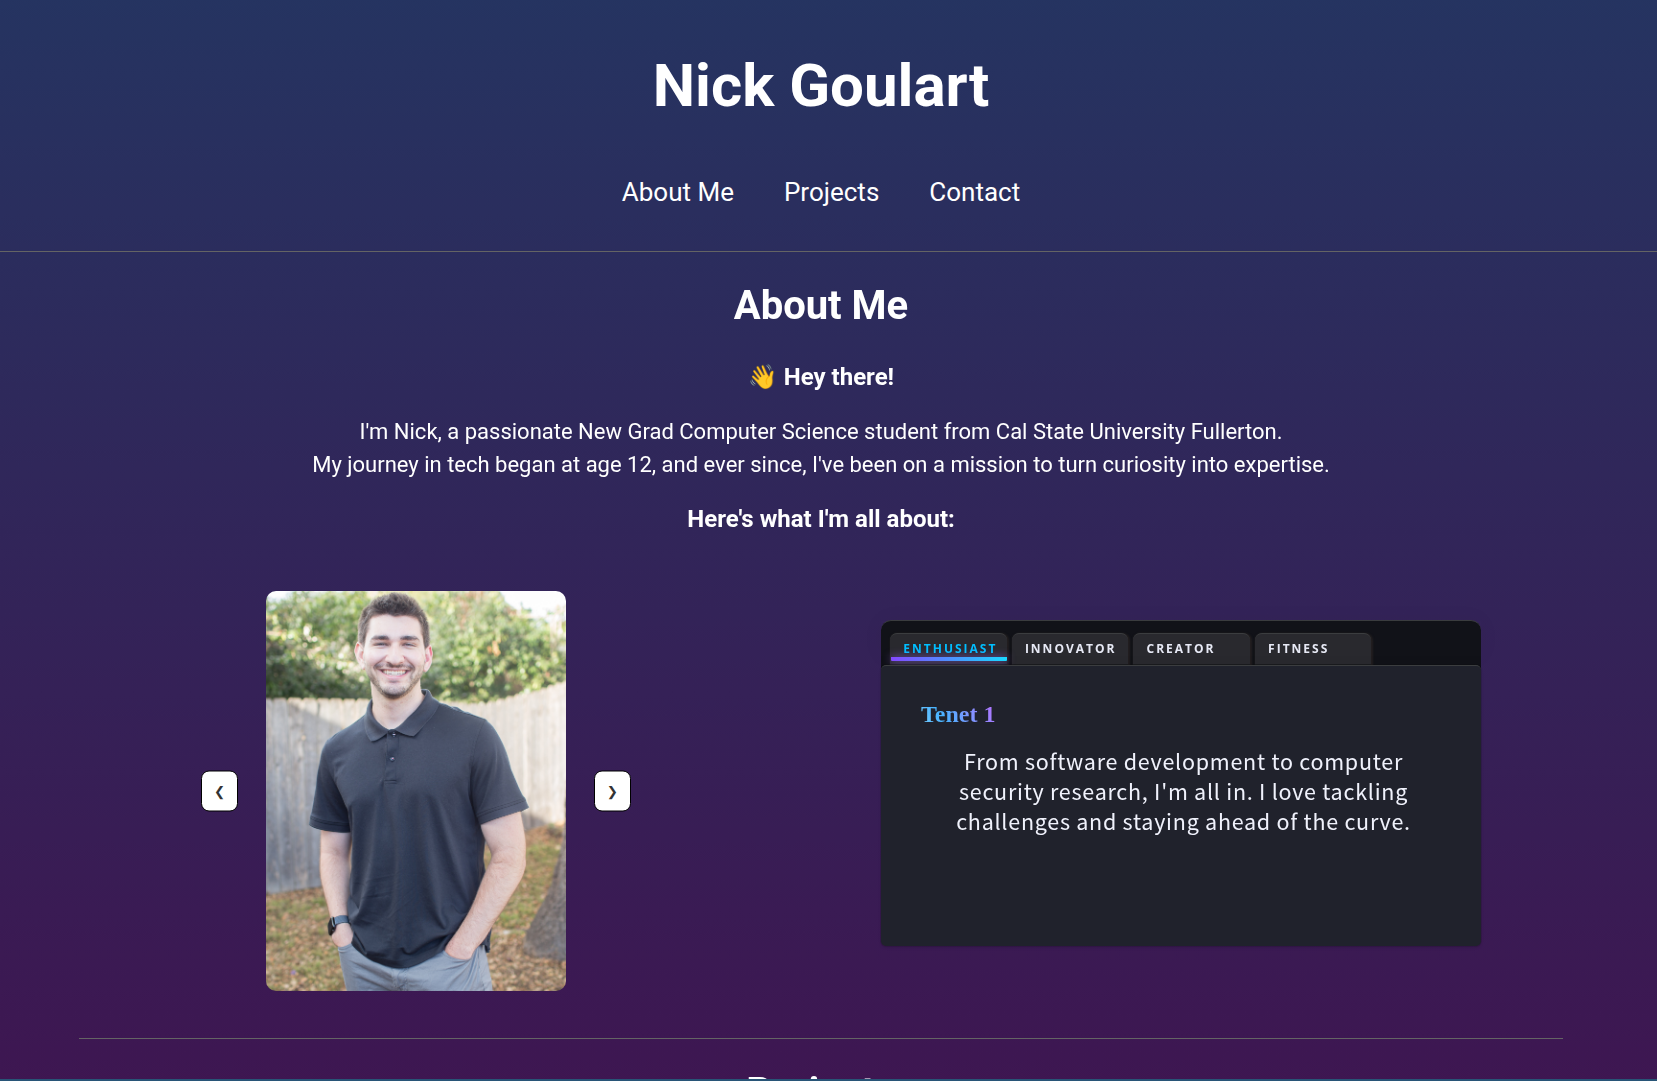 Nick Goulart
About Me Projects Contact
About Me
👋 Hey there!
I'm Nick, a passionate New Grad Computer Science student from Cal State University Fullerton.
My journey in tech began at age 12, and ever since, I've been on a mission to turn curiosity into expertise.
Here's what I'm all about:
❮ ❯
ENTHUSIAST INNOVATOR CREATOR FITNESS
Tenet 1
From software development to computer
security research, I'm all in. I love tackling
challenges and staying ahead of the curve.